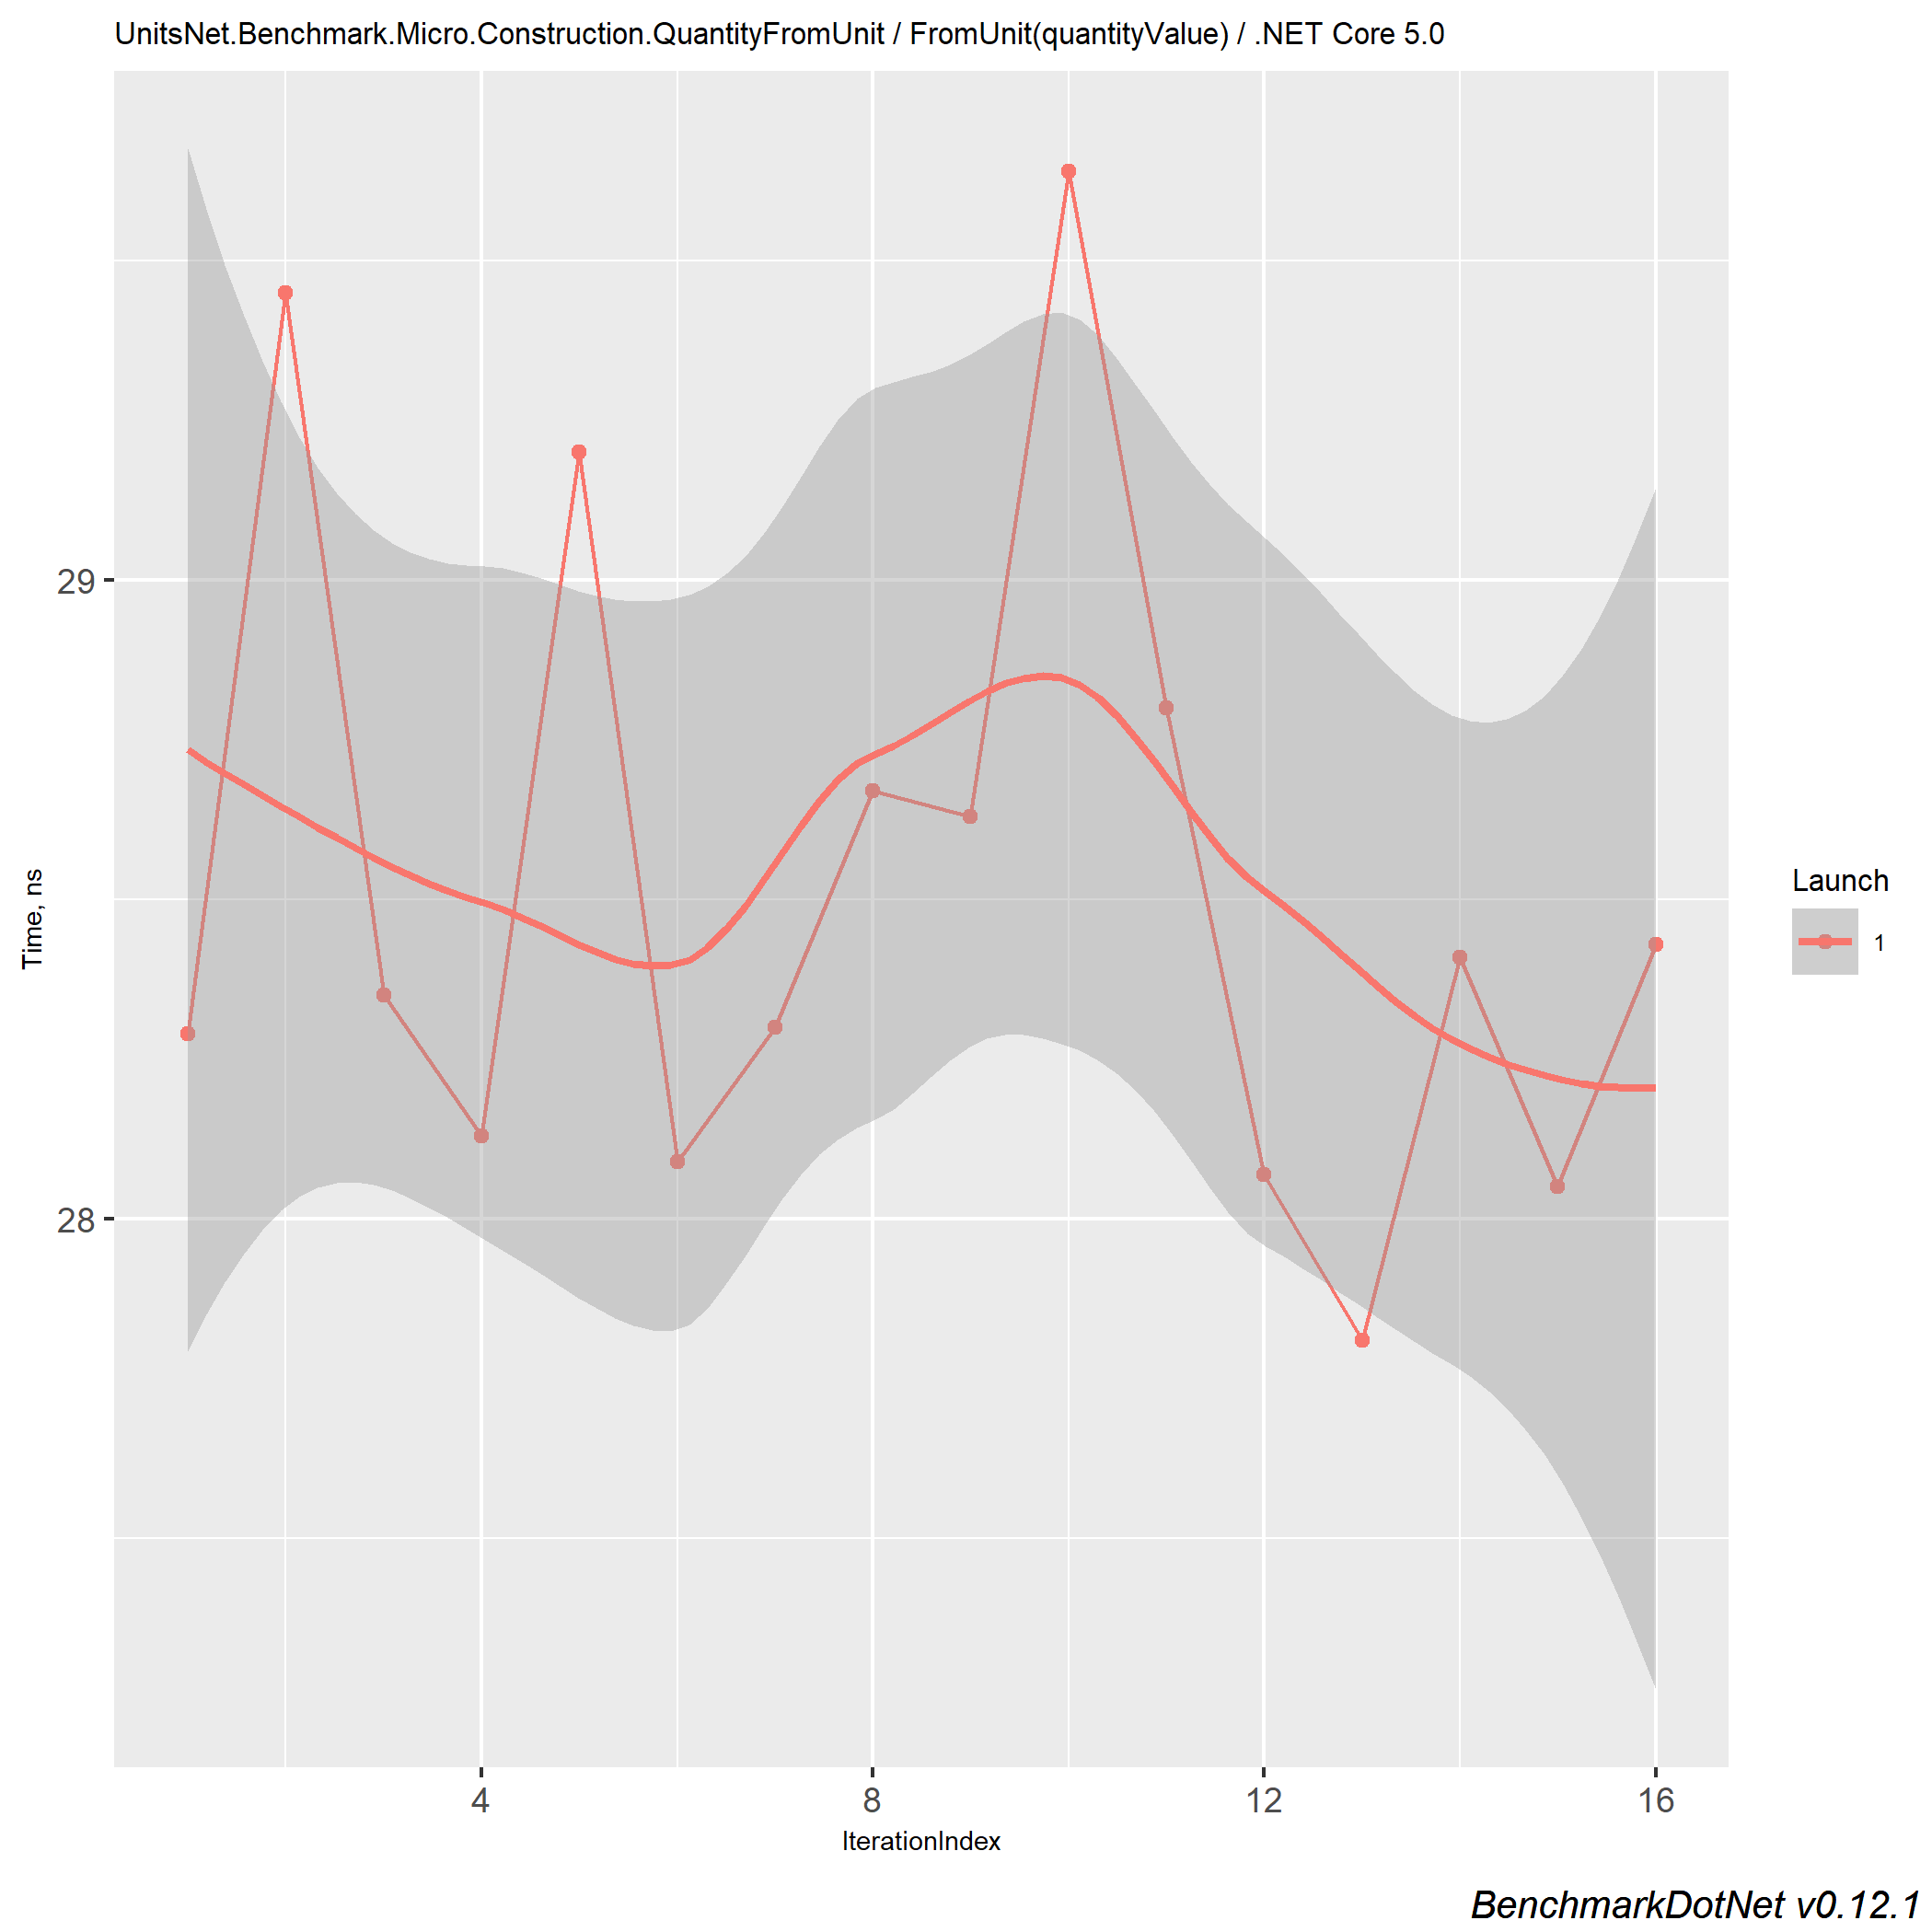 UnitsNet.Benchmark.Micro.Construction.QuantityFromUnit / FromUnit(quantityValue) / .NET Core 5.0
29
28
Time, ns
4 8 12 16
IterationIndex
Launch
1
BenchmarkDotNet v0.12.1